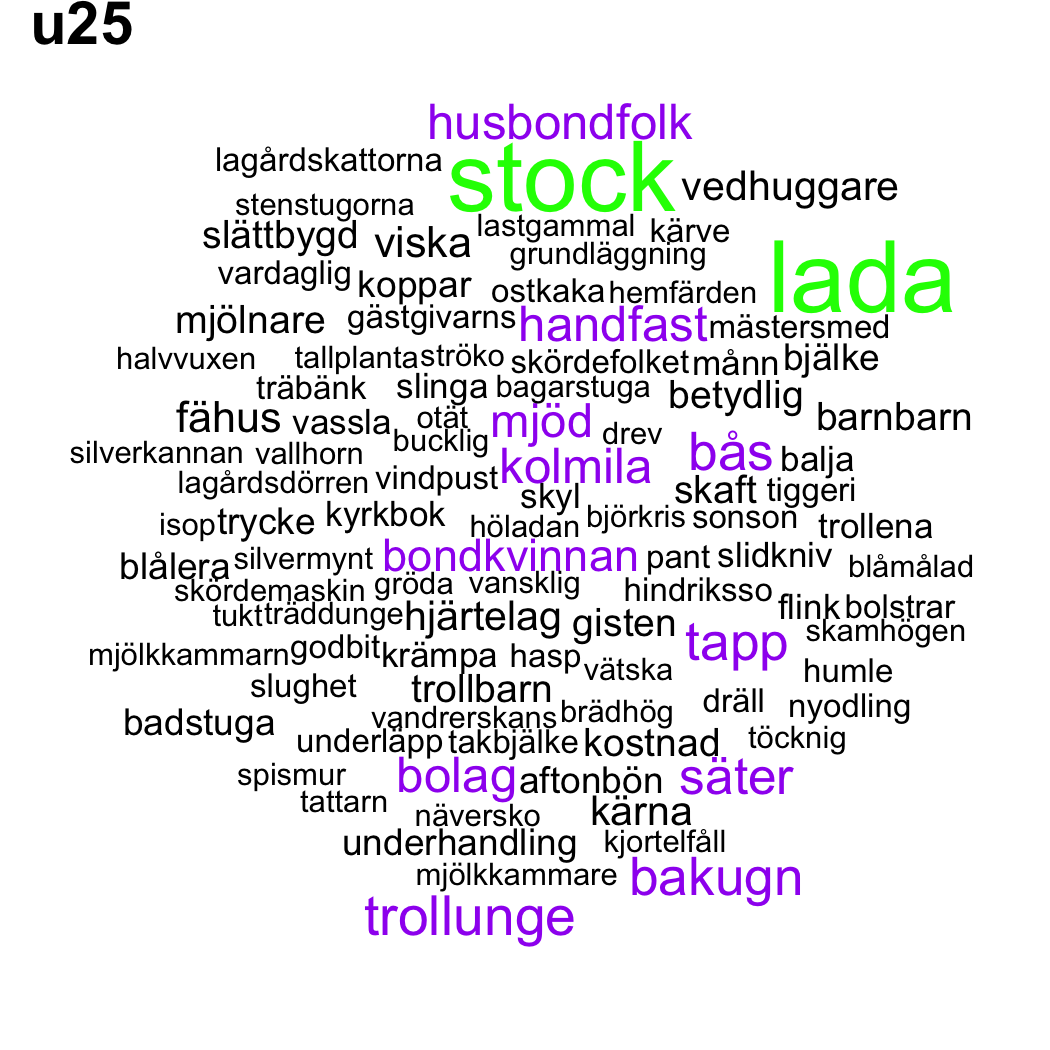 u25
husbondfolk
lagårdskattorna stock vedhuggare
stenstugorna lastgammal kärve
slättbygd viska grundläggning lada
vardaglig koppar ostkaka hemfärden
mjölnare gästgivarns handfast mästersmed
halvvuxen tallplanta ströko skördefolket månn bjälke
träbänk slinga bagarstuga betydlig
fähus vassla otät mjöd drev barnbarn
silverkannan vallhorn bucklig kolmila bås balja
lagårdsdörren vindpust skyl skaft tiggeri
isop trycke kyrkbok höladan björkris sonson trollena
blålera silvermynt bondkvinnan pant slidkniv blåmålad
skördemaskin gröda vansklig hindriksso
tukt träddunge hjärtelag gisten flink bolstrar
mjölkkammarn godbit krämpa hasp vätska tapp skamhögen
slughet trollbarn humle
badstuga vandrerskans brädhög dräll nyodling
underläpp takbjälke kostnad töcknig
spismur bolag aftonbön säter
tattarn näversko kärna
underhandling kjortelfåll
mjölkkammare bakugn
trollunge